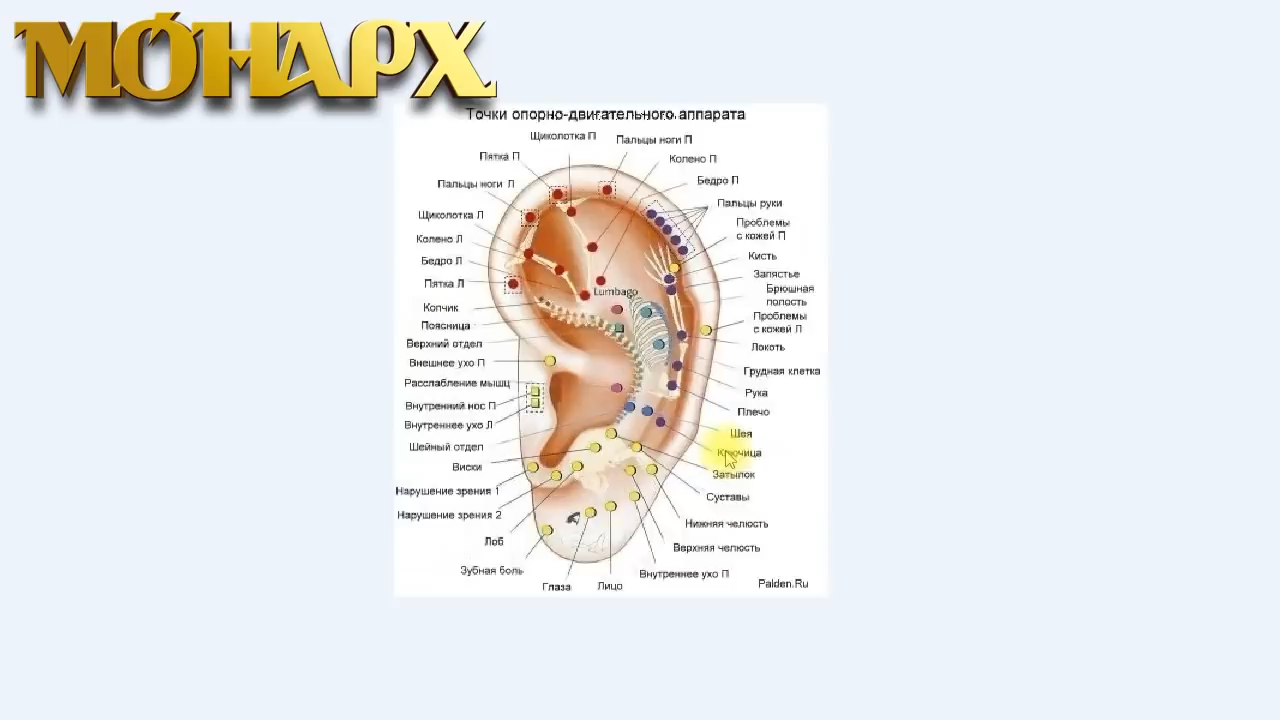 МОНАРХ
Точки опорно-двигательного аппарата
Щиколотка П
Пальцы ноги П
Пятка П
Колено П
Пальцы ноги Л
Бедро П
Пальцы руки
Щиколотка Л
Проблемы
с кожей П
Колено Л
Кисть
Бедро Л
Запястье
Пятка Л
Брюшная
полость
Lumbago
Копчик
Проблемы
с кожей Л
Поясница
Верхний отдел
Локоть
Внешнее ухо П
Грудная клетка
Расслабление мышц
Рука
Внутренний нос П
Плечо
Внутреннее ухо Л
Шея
Шейный отдел
Ключица
Виски
Затылок
Нарушение зрения 1
Суставы
Нарушение зрения 2
Нижняя челюсть
Лоб
Верхняя челюсть
Зубная боль
Внутреннее ухо П
Глаза
Лицо
Palden.Ru